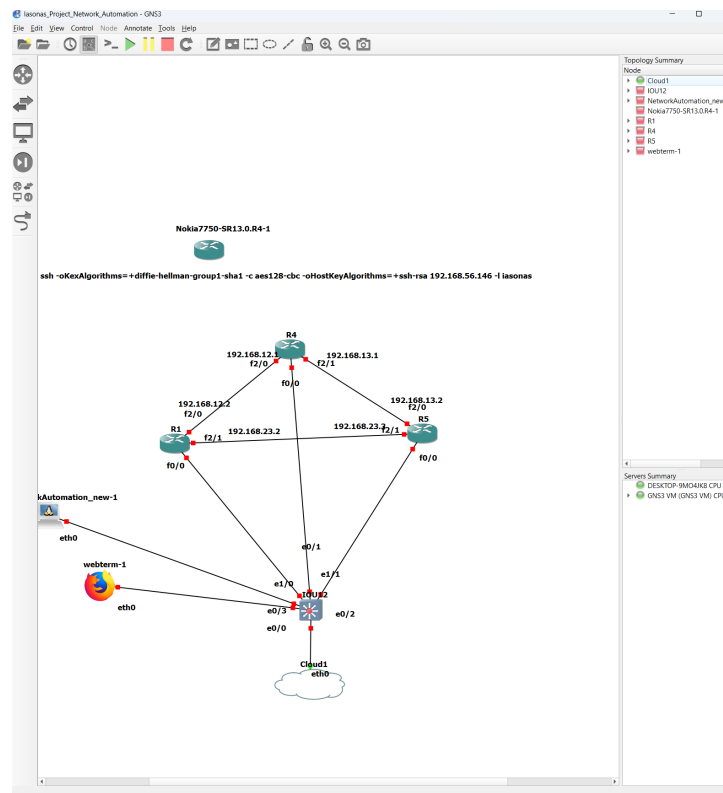 Iasonas_Project_Network_Automation - GNS3
File Edit View Control Node Annotate Tools Help
Topology Summary
Node
Cloud1
IOU12
NetworkAutomation_new
Nokia7750-SR13.0.R4-1
R1
R4
R5
webterm-1
Nokia7750-SR13.0.R4-1
ssh -oKexAlgorithms=+diffie-hellman-group1-sha1 -c aes128-cbc -oHostKeyAlgorithms=+ssh-rsa 192.168.56.146 -l iasonas
R4
192.168.12.1
192.168.13.1
f2/0
f2/1
f0/0
192.168.13.2
f2/0
192.168.12.2
f2/0
R5
R1
192.168.23.2
f2/1
f2/1
f0/0
f0/0
Servers Summary
DESKTOP-9MO4JK8 CPU
GNS3 VM (GNS3 VM) CP
kAutomation_new-1
eth0
e0/1
webterm-1
e1/1
e1/0
IOU12
eth0
e0/3
e0/2
e0/0
Cloud1
eth0